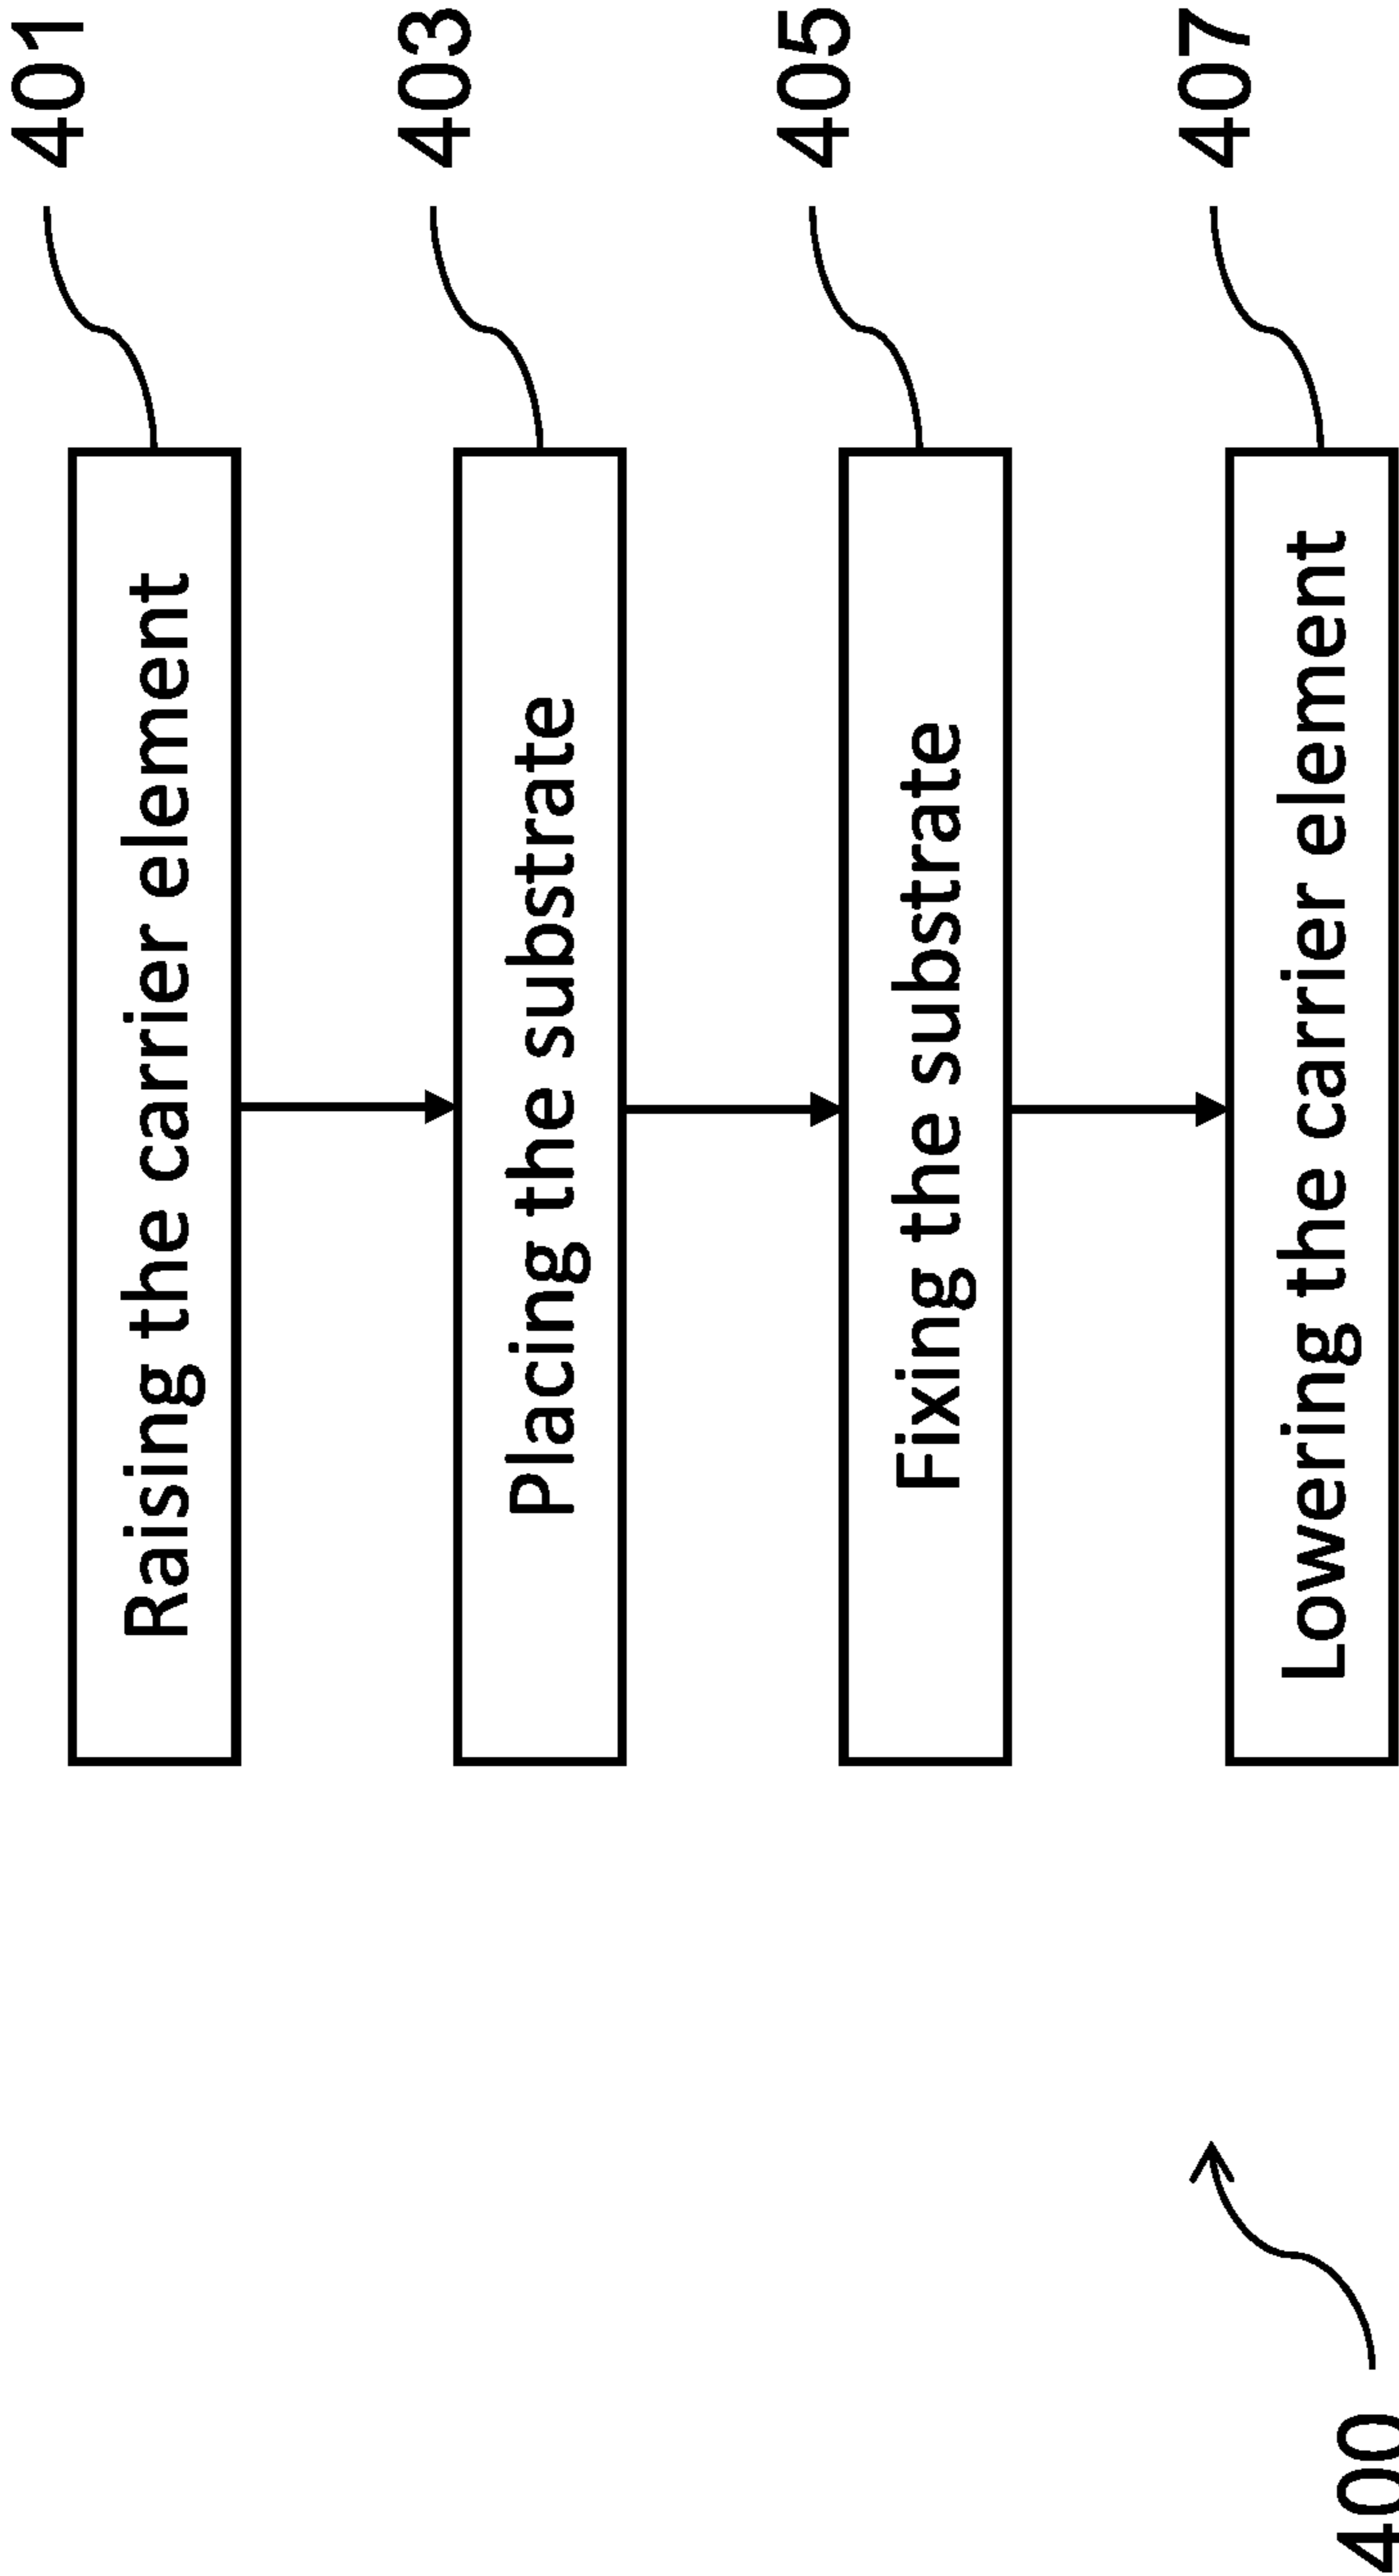 Raising the carrier element
401
Placing the substrate
403
Fixing the substrate
405
Lowering the carrier element
407
400